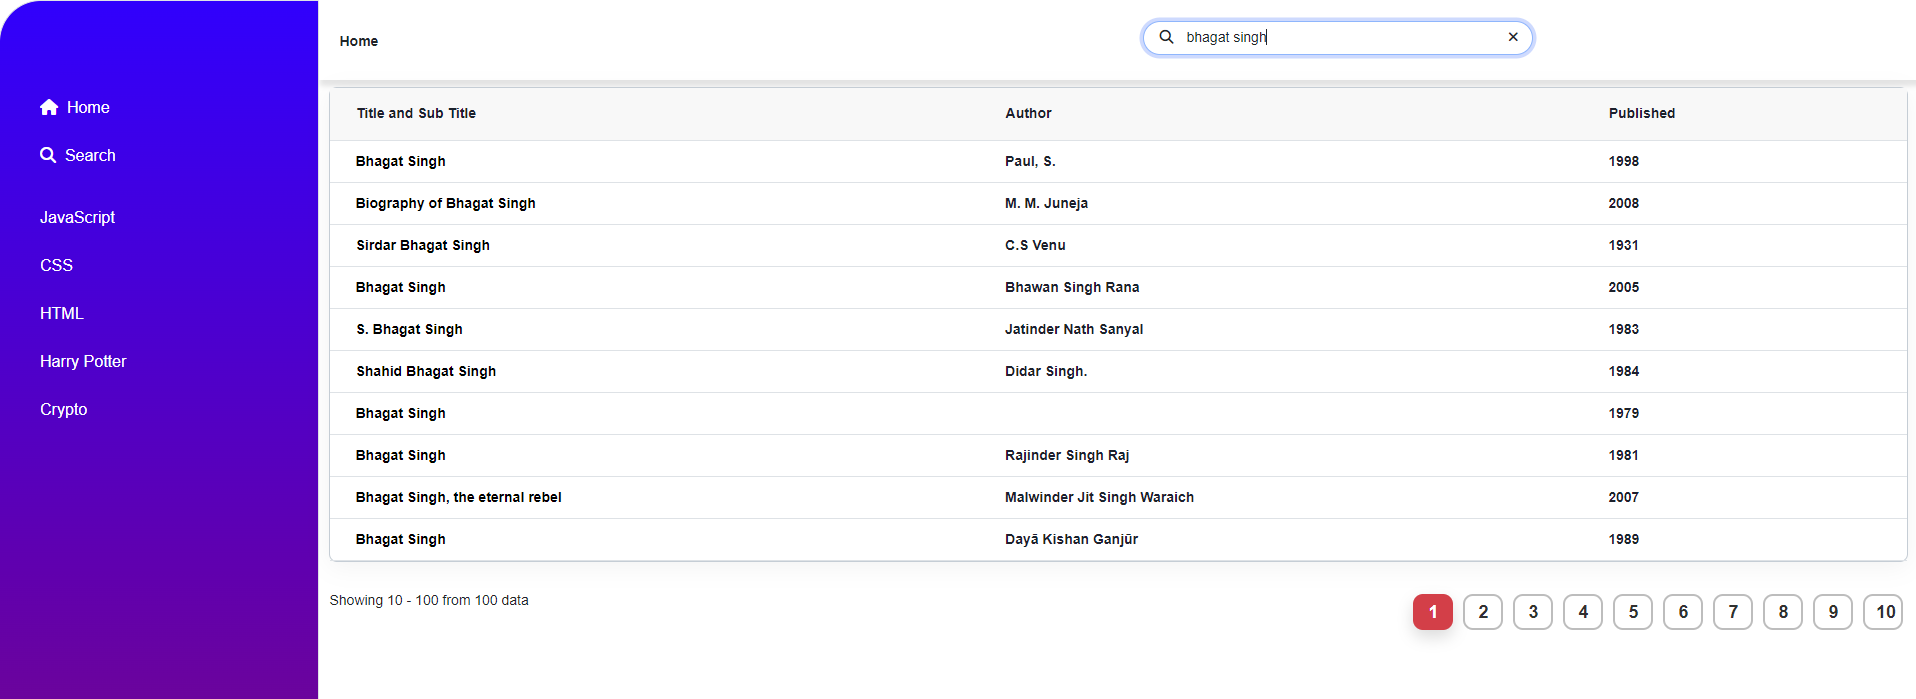 Home
Search
JavaScript
CSS
HTML
Harry Potter
Crypto
Home
bhagat singh
Title and Sub Title Author Published
Bhagat Singh Paul, S. 1998
Biography of Bhagat Singh M. M. Juneja 2008
Sirdar Bhagat Singh C.S Venu 1931
Bhagat Singh Bhawan Singh Rana 2005
S. Bhagat Singh Jatinder Nath Sanyal 1983
Shahid Bhagat Singh Didar Singh. 1984
Bhagat Singh 1979
Bhagat Singh Rajinder Singh Raj 1981
Bhagat Singh, the eternal rebel Malwinder Jit Singh Waraich 2007
Bhagat Singh Dayā Kishan Ganjūr 1989
Showing 10 - 100 from 100 data
1 2 3 4 5 6 7 8 9 10